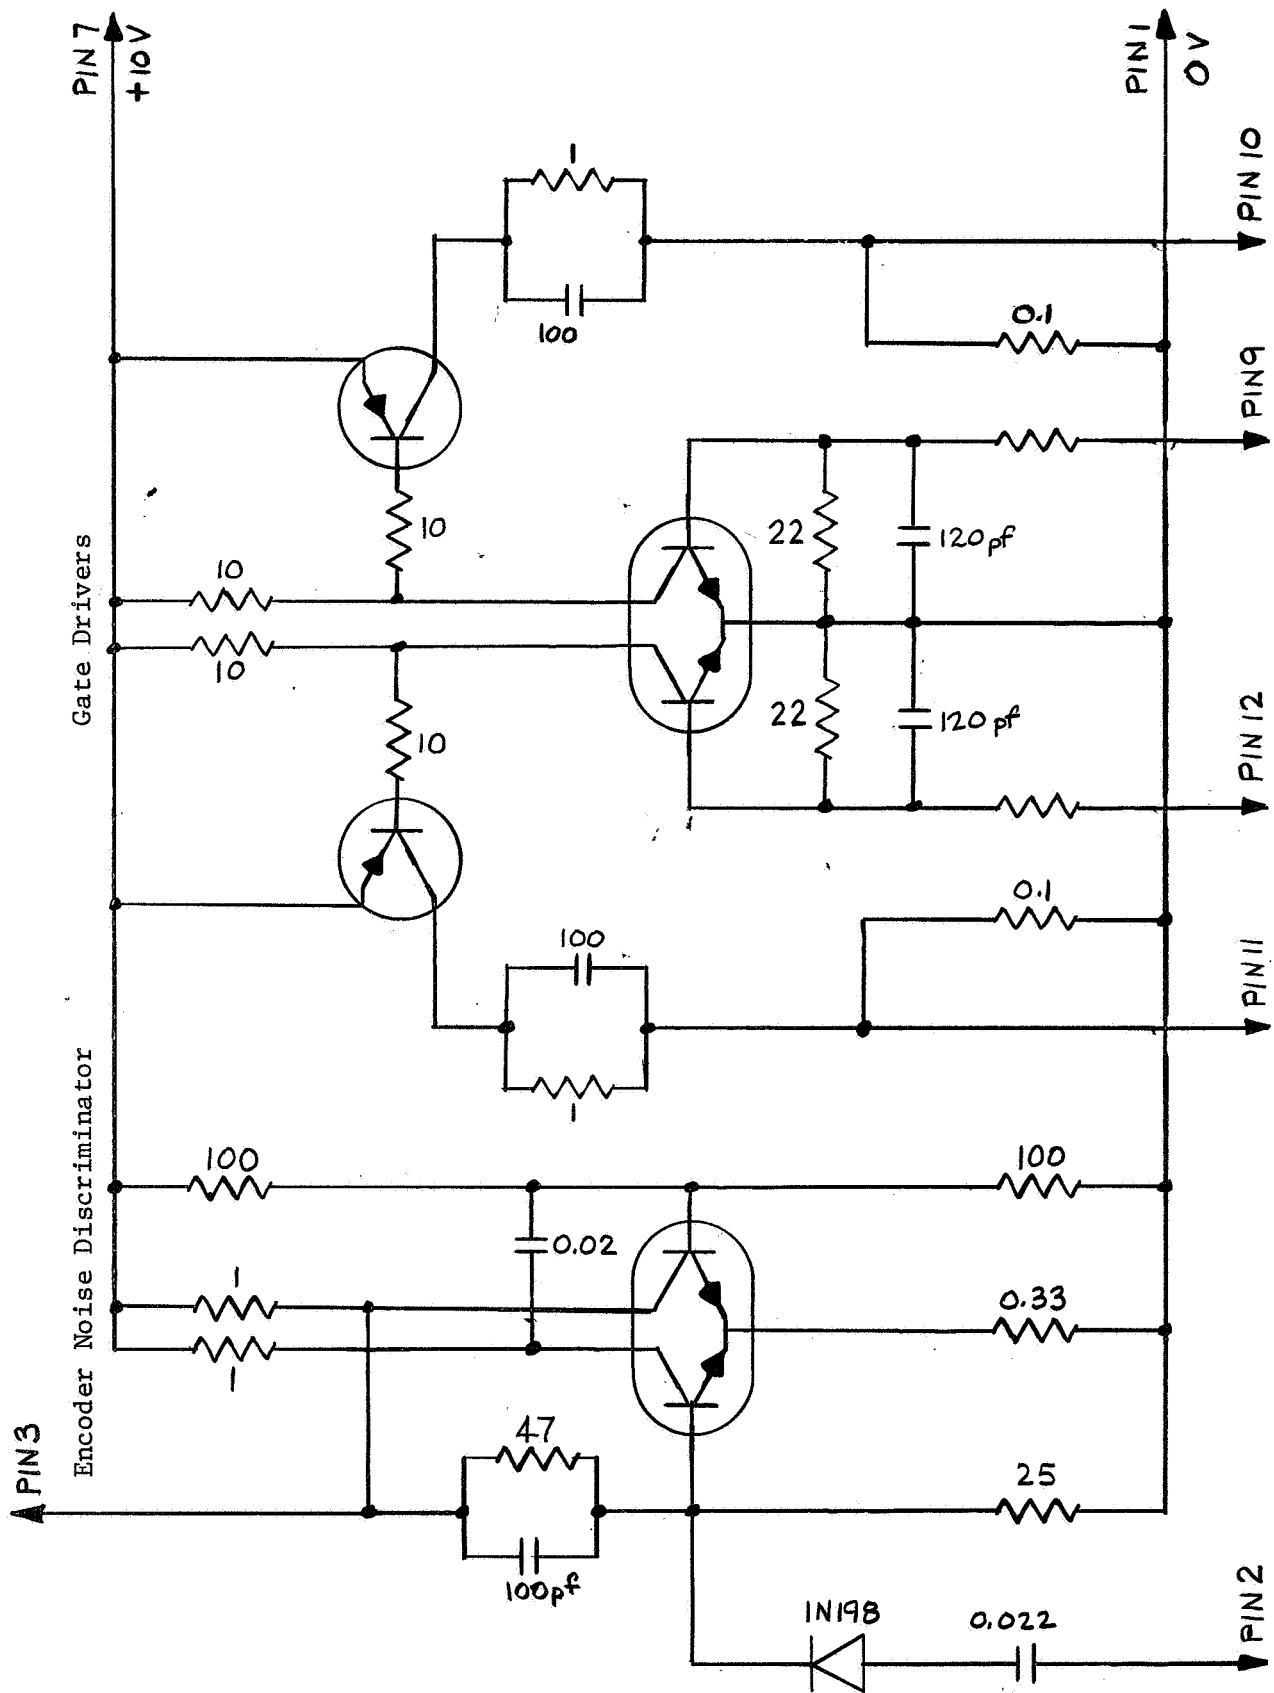 PIN 7
+10V
PIN 1
0V
1
100
PIN 10
0.1
PIN 9
10
22
120pf
Gate Drivers
10
10
10
22
120pf
PIN 12
0.1
PIN 11
100
1
Encoder Noise Discriminator
100
100
0.02
1
0.33
1
PIN 3
47
25
100pf
1N198
0.022
PIN 2